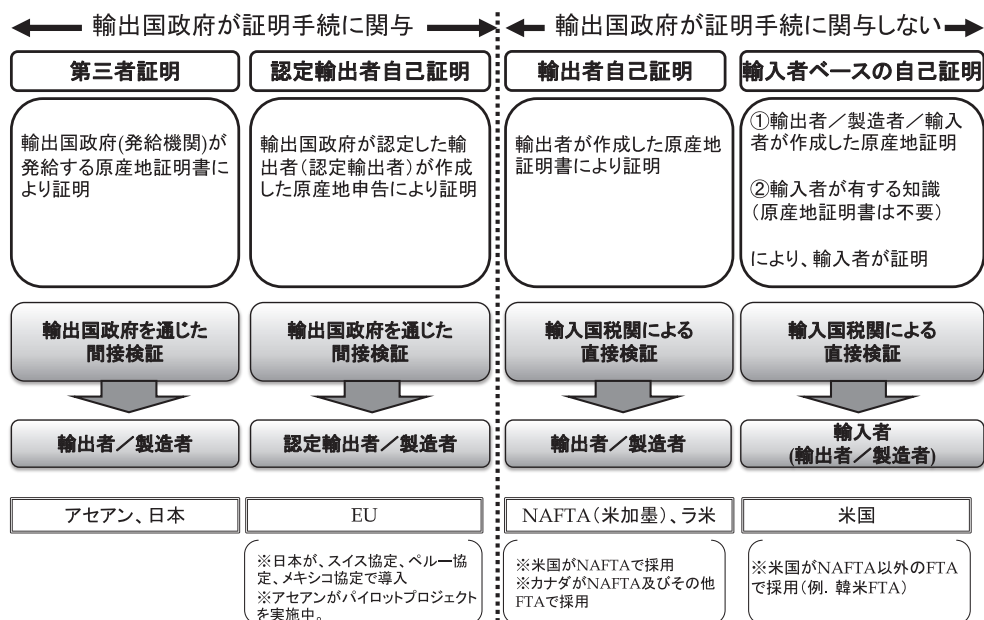 輸出国政府が証明手続に関与
輸出国政府が証明手続に関与しない
第三者証明
認定輸出者自己証明
輸出者自己証明
輸入者ベースの自己証明
輸出国政府(発給機関)が
発給する原産地証明書に
より証明
輸出国政府が認定した輸
出者(認定輸出者)が作成
した原産地申告により証明
輸出者が作成した原産地
証明書により証明
①輸出者／製造者／輸入
者が作成した原産地証明
②輸入者が有する知識
(原産地証明書は不要)
により、輸入者が証明
輸出国政府を通じた
間接検証
輸出国政府を通じた
間接検証
輸入国税関による
直接検証
輸入国税関による
直接検証
輸出者／製造者
認定輸出者／製造者
輸出者／製造者
輸入者
(輸出者／製造者)
アセアン、日本
EU
NAFTA(米加墨)、ラ米
米国
※日本が、スイス協定、ペルー協
定、メキシコ協定で導入
※アセアンがパイロットプロジェクト
を実施中。
※米国がNAFTAで採用
※カナダがNAFTA及びその他
FTAで採用
※米国がNAFTA以外のFTA
で採用(例. 韓米FTA)